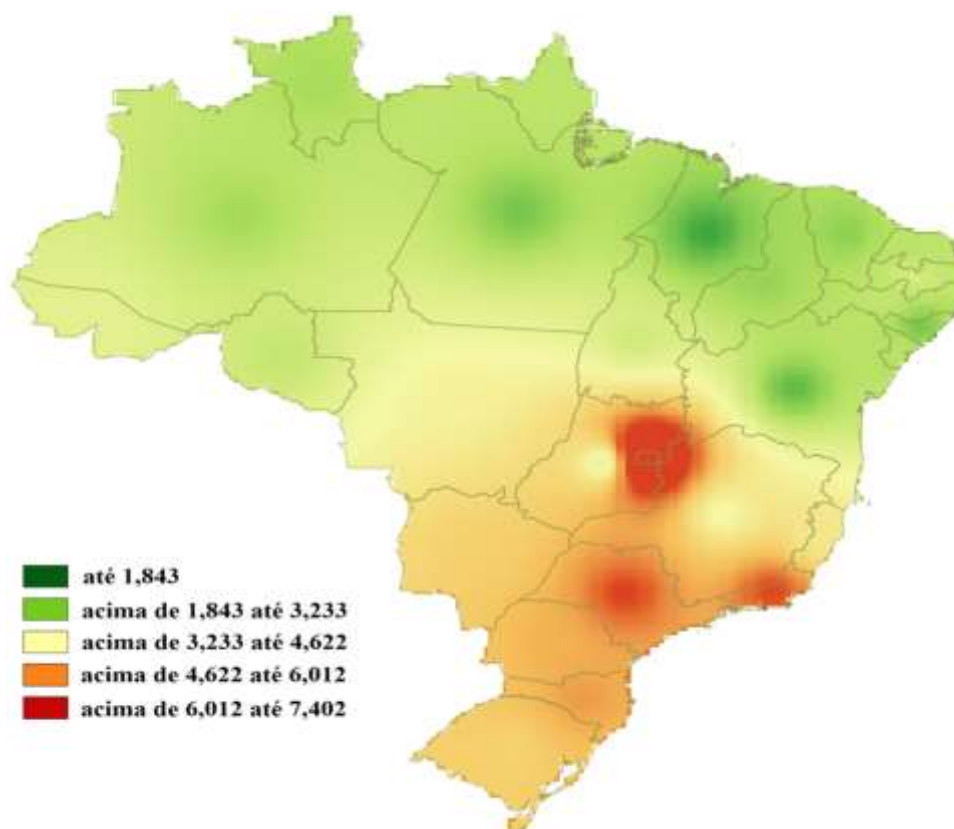 até 1,843
acima de 1,843 até 3,233
acima de 3,233 até 4,622
acima de 4,622 até 6,012
acima de 6,012 até 7,402